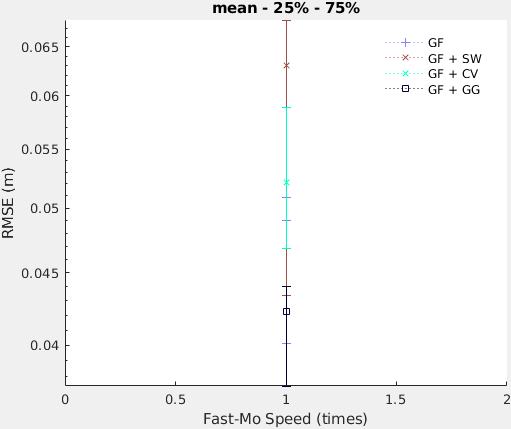 mean - 25% - 75%
GF
GF + SW
GF + CV
GF + GG
0.065
0.06
0.055
0.05
0.045
0.04
RMSE (m)
0
0.5
1
1.5
2
Fast-Mo Speed (times)